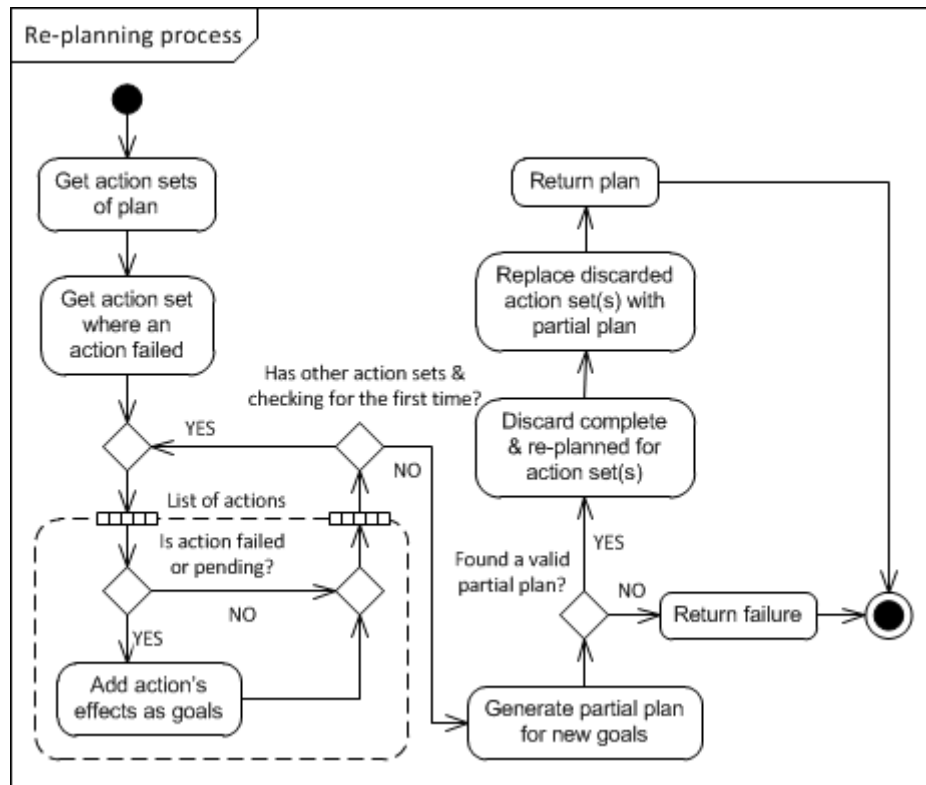 Re-planning process
Get action sets
of plan
Get action set
where an
action failed
Has other action sets &
checking for the first time?
YES
NO
List of actions
Is action failed
or pending?
NO
YES
Add action's
effects as goals
Generate partial plan
for new goals
Found a valid
partial plan?
YES
NO
Return failure
Discard complete
& re-planned for
action set(s)
Replace discarded
action set(s) with
partial plan
Return plan